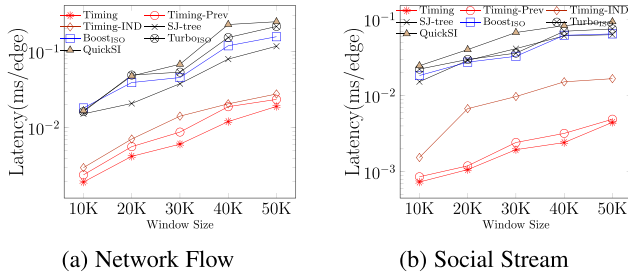 Timing Timing-Prev
Timing-IND SJ-tree
BoostISO TurboISO
QuickSI
Latency(ms/edge)
10^-1
10^-2
10K 20K 30K 40K 50K
Window Size
(a) Network Flow
Timing Timing-Prev Timing-IND
SJ-tree BoostISO TurboISO
QuickSI
Latency(ms/edge)
10^-1
10^-2
10^-3
10K 20K 30K 40K 50K
Window Size
(b) Social Stream